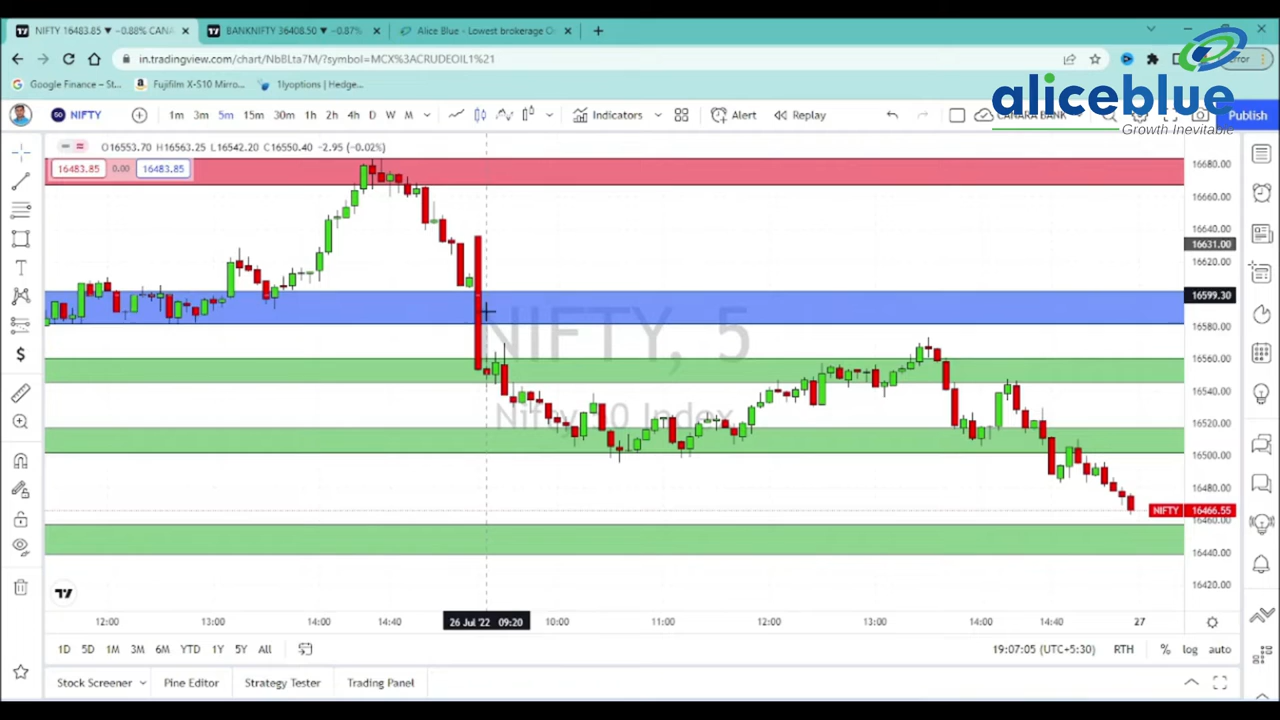 NIFTY 16483.85 ▼ −0.88% CANA
BANKNIFTY 36408.50 ▼ −0.87%
Alice Blue - Lowest brokerage
in.tradingview.com/chart/NbBLta7M/?symbol=MCX%3ACRUDEOIL1%21
Error
Google Finance – St...
Fujifilm X-S10 Mirro...
1lyoptions | Hedge...
aliceblue
Growth Inevitable
NIFTY
1m 3m 5m 15m 30m 1h 2h 4h D W M
Indicators
Alert
Replay
CANARA BANK
Publish
O16553.70 H16563.25 L16542.20 C16550.40 −2.95 (−0.02%)
16483.85 0.00 16483.85
16680.00
16660.00
16640.00
16631.00
16620.00
16599.30
16580.00
16560.00
16540.00
16520.00
16500.00
16480.00
NIFTY 16466.55
16460.00
16440.00
16420.00
NIFTY, 5
Nifty 50 Index
12:00 13:00 14:00 14:40 26 Jul '22 09:20 10:00 11:00 12:00 13:00 14:00 14:40 27
1D 5D 1M 3M 6M YTD 1Y 5Y All
19:07:05 (UTC+5:30) RTH % log auto
Stock Screener Pine Editor Strategy Tester Trading Panel